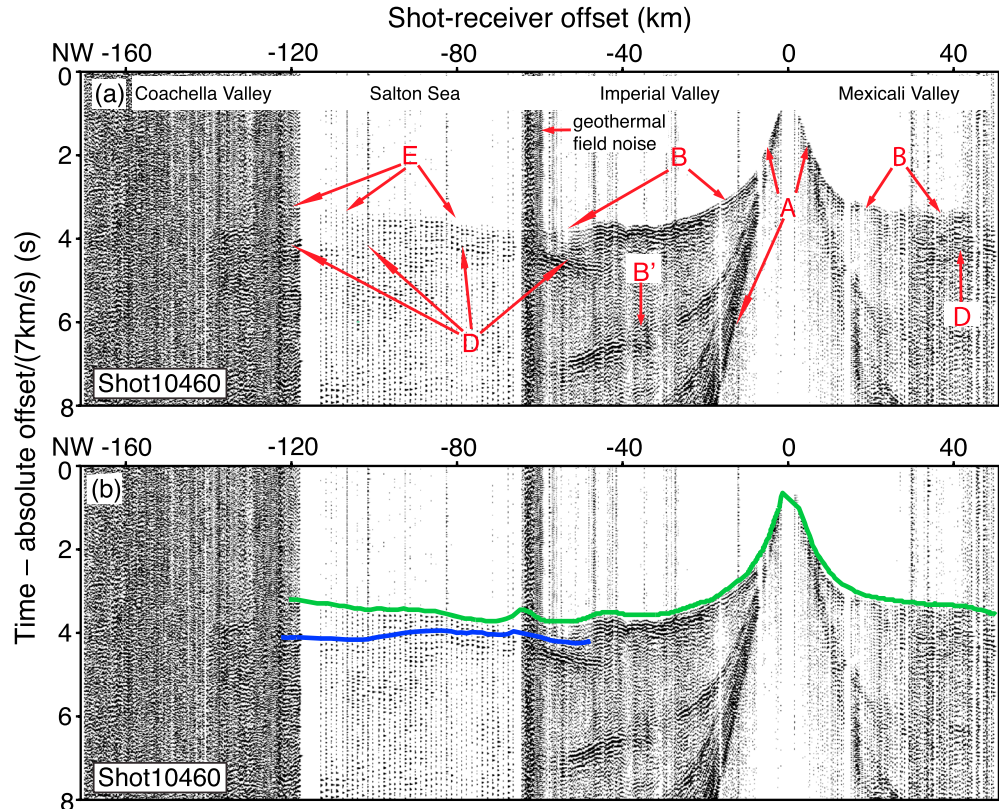 Shot-receiver offset (km)
NW -160 -120 -80 -40 0 40
0
(a) Coachella Valley Salton Sea Imperial Valley Mexicali Valley
geothermal
field noise
2
E B B
A
4
B’
6
D D
Shot10460
8
Time – absolute offset/(7km/s) (s)
NW -160 -120 -80 -40 0 40
0
(b)
2
4
6
Shot10460
8